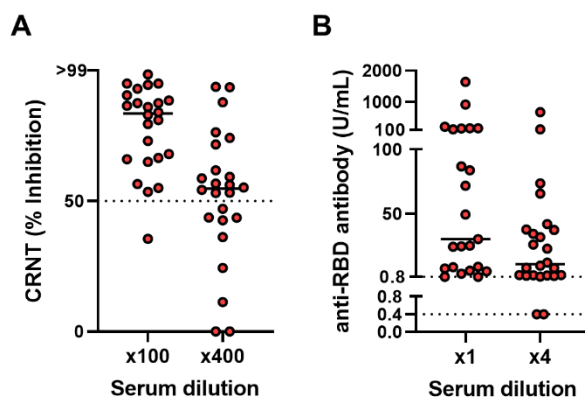 A
CRNT (% Inhibition)
>99
50
0
x100 x400
Serum dilution
B
anti-RBD antibody (U/mL)
2000
1000
100
100
50
0.8
0.8
0.4
0.0
x1 x4
Serum dilution